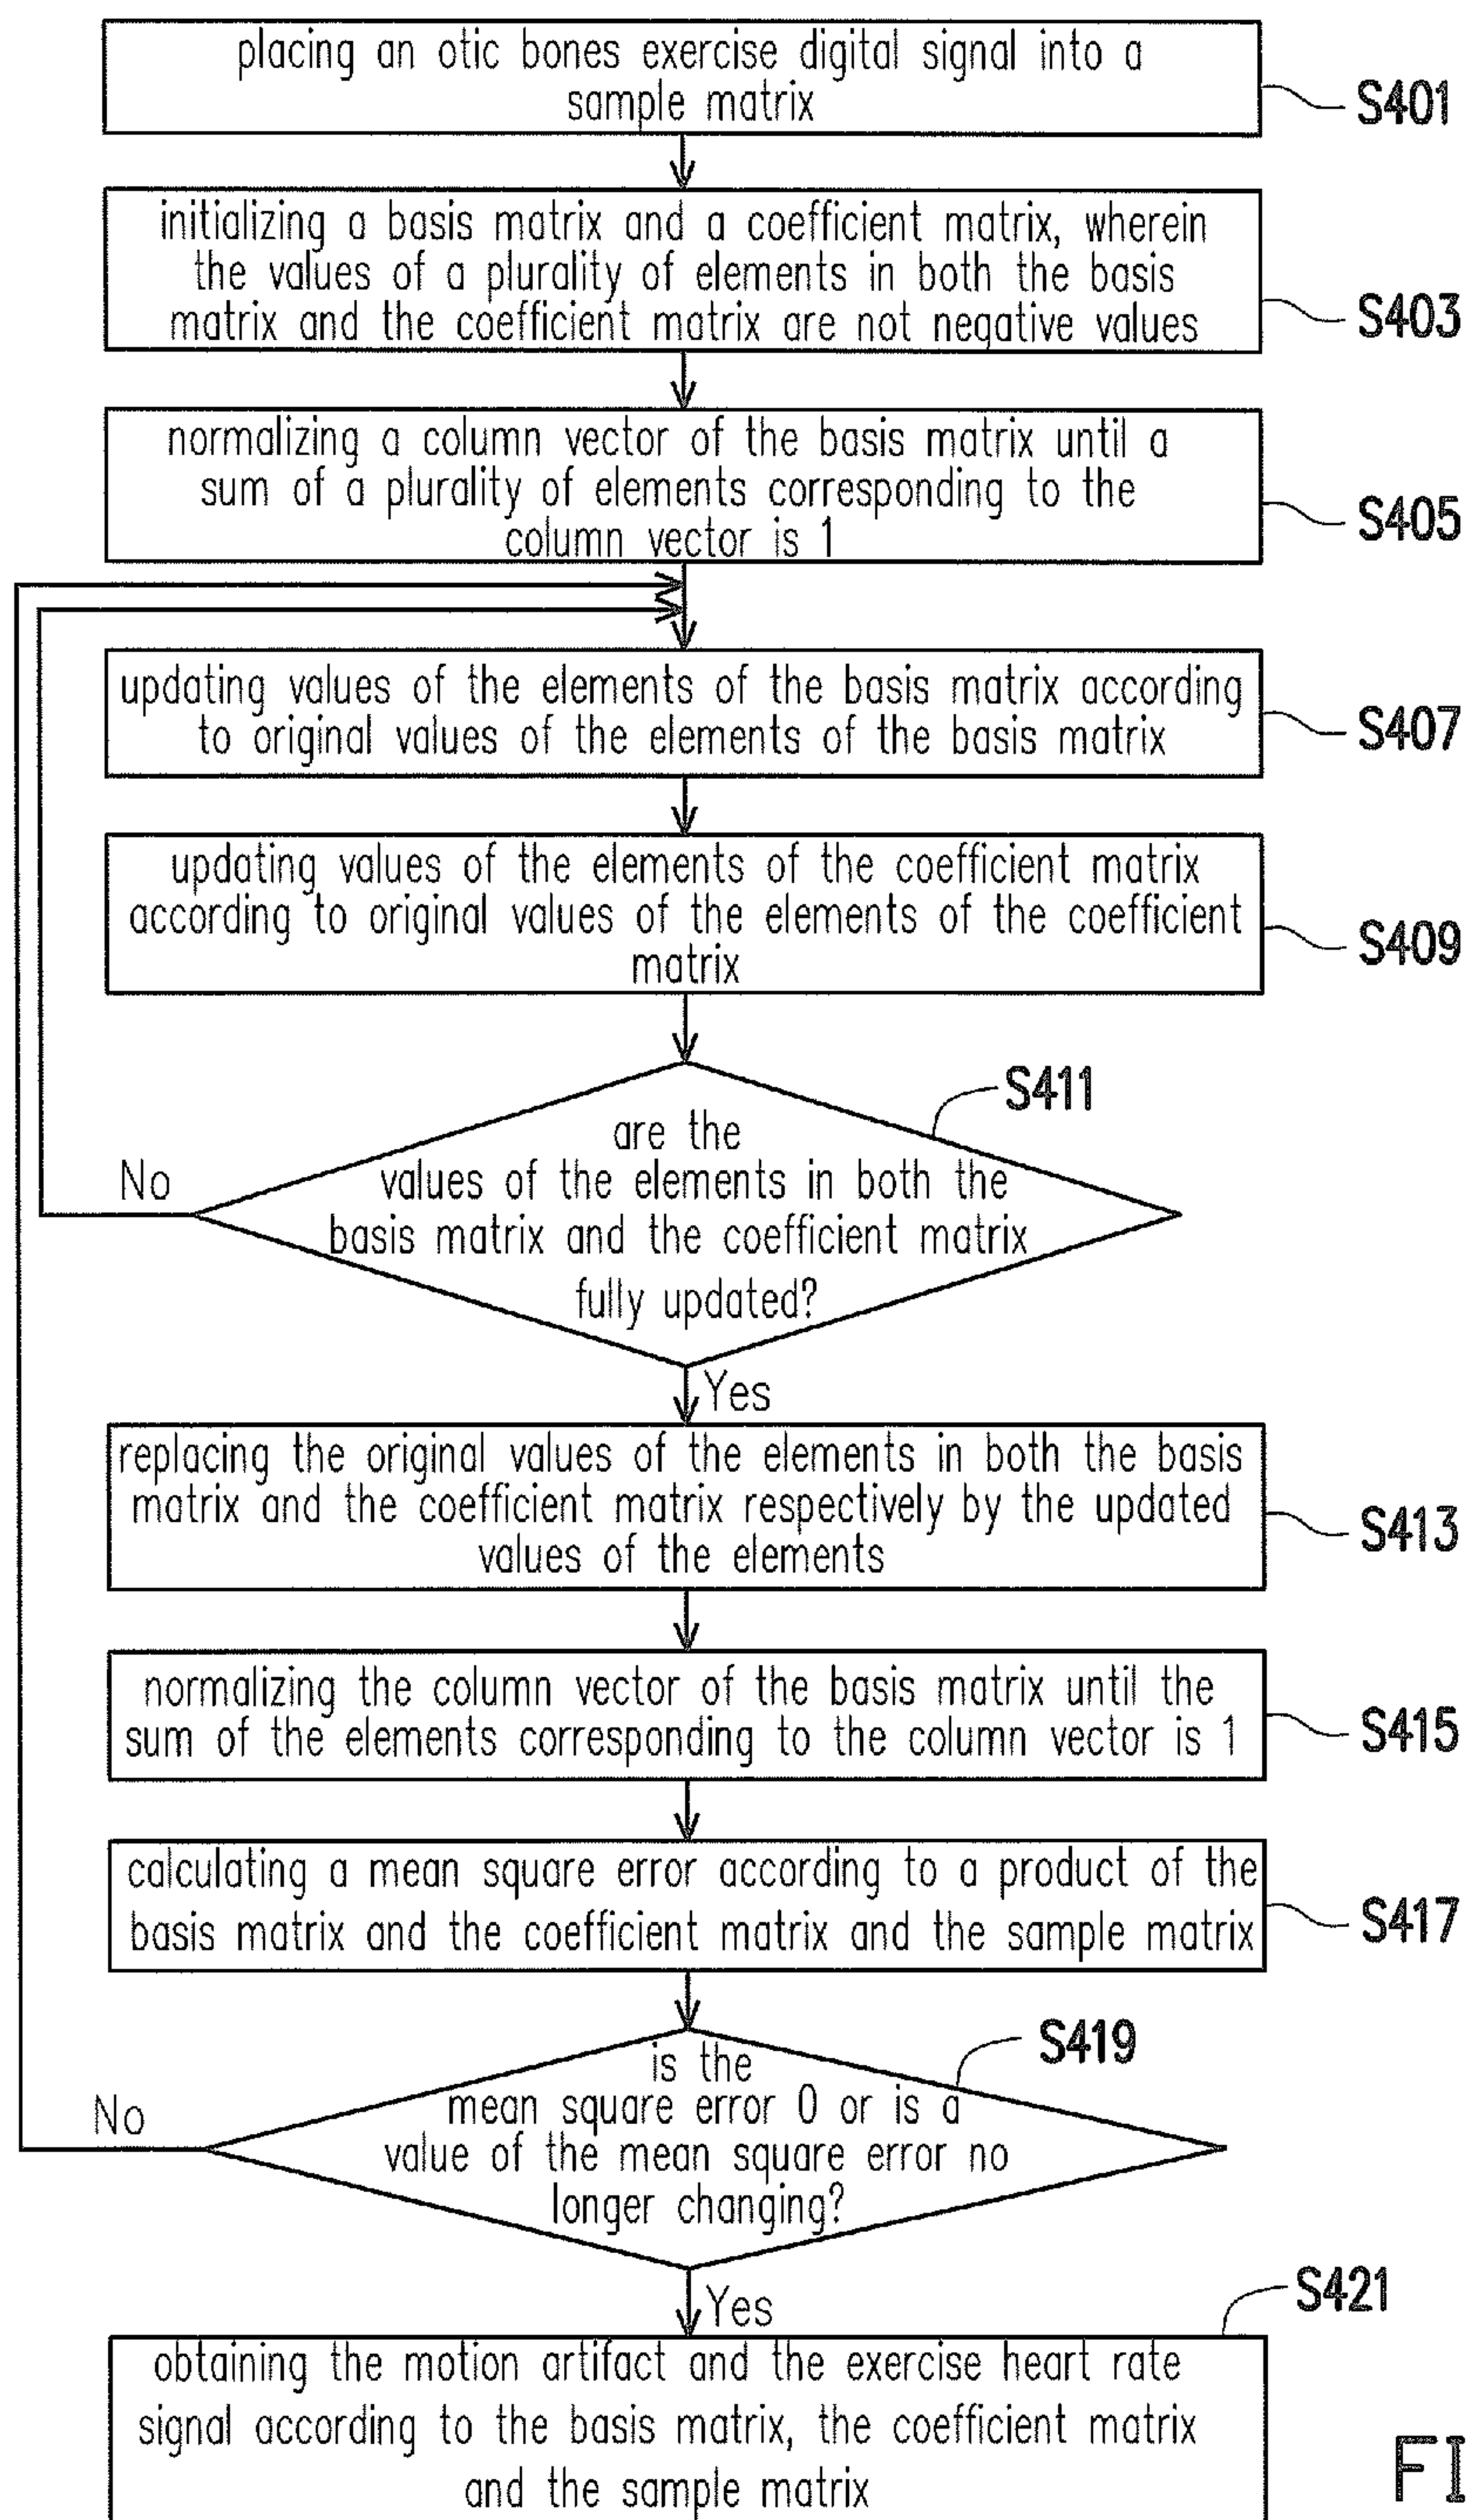 placing an otic bones exercise digital signal into a
sample matrix
S401
initializing a basis matrix and a coefficient matrix, wherein
the values of a plurality of elements in both the basis
matrix and the coefficient matrix are not negative values
S403
normalizing a column vector of the basis matrix until a
sum of a plurality of elements corresponding to the
column vector is 1
S405
updating values of the elements of the basis matrix according
to original values of the elements of the basis matrix
S407
updating values of the elements of the coefficient matrix
according to original values of the elements of the coefficient
matrix
S409
S411
are the
values of the elements in both the
basis matrix and the coefficient matrix
fully updated?
No
Yes
replacing the original values of the elements in both the basis
matrix and the coefficient matrix respectively by the updated
values of the elements
S413
normalizing the column vector of the basis matrix until the
sum of the elements corresponding to the column vector is 1
S415
calculating a mean square error according to a product of the
basis matrix and the coefficient matrix and the sample matrix
S417
S419
is the
mean square error 0 or is a
value of the mean square error no
longer changing?
No
Yes
S421
obtaining the motion artifact and the exercise heart rate
signal according to the basis matrix, the coefficient matrix
and the sample matrix
FI